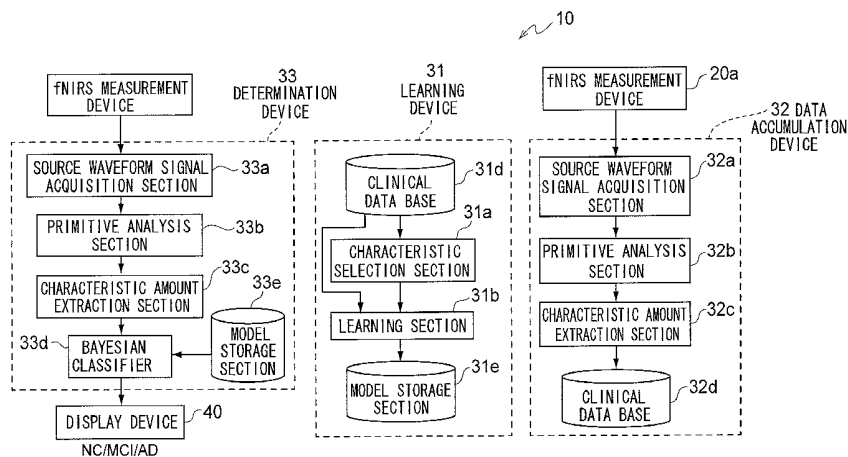 10
fNIRS MEASUREMENT
DEVICE
33
DETERMINATION
DEVICE
SOURCE WAVEFORM SIGNAL
ACQUISITION SECTION
33a
PRIMITIVE ANALYSIS
SECTION
33b
CHARACTERISTIC AMOUNT
EXTRACTION SECTION
33c
33e
33d
BAYESIAN
CLASSIFIER
MODEL
STORAGE
SECTION
DISPLAY DEVICE
40
NC/MCI/AD
31
LEARNING
DEVICE
CLINICAL
DATA BASE
31d
31a
CHARACTERISTIC
SELECTION SECTION
31b
LEARNING SECTION
MODEL STORAGE
SECTION
31e
fNIRS MEASUREMENT
DEVICE
20a
32 DATA
ACCUMULATION
DEVICE
SOURCE WAVEFORM
SIGNAL ACQUISITION
SECTION
32a
PRIMITIVE ANALYSIS
SECTION
32b
CHARACTERISTIC AMOUNT
EXTRACTION SECTION
32c
CLINICAL
DATA BASE
32d